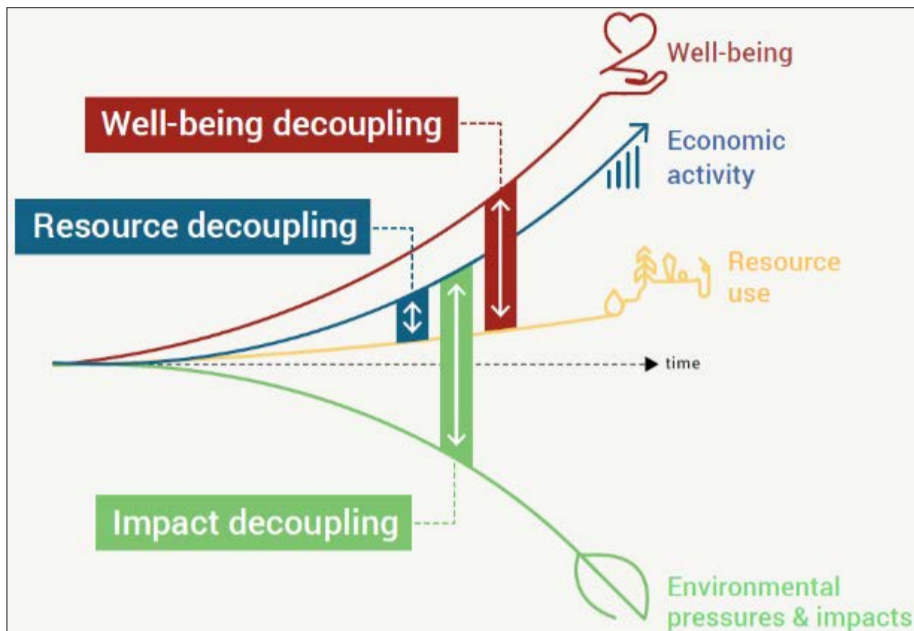 Well-being
Well-being decoupling
Economic
activity
Resource decoupling
Resource
use
time
Impact decoupling
Environmental
pressures & impacts